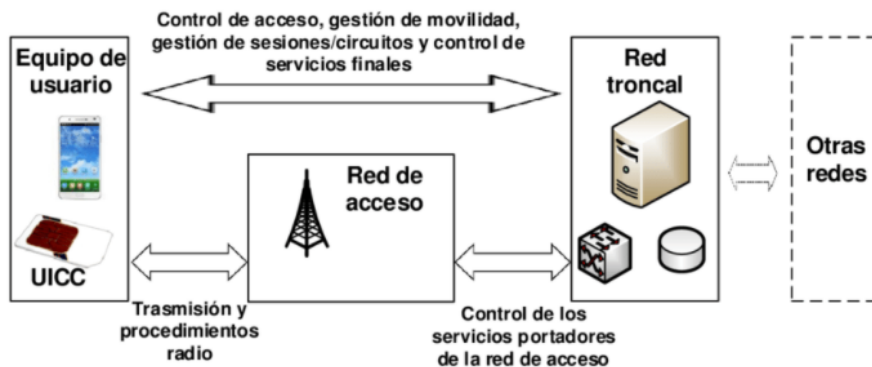 Control de acceso, gestión de movilidad,
gestión de sesiones/circuitos y control de
servicios finales
Equipo de
usuario
UICC
Red de
acceso
Red
troncal
Otras
redes
Trasmisión y
procedimientos
radio
Control de los
servicios portadores
de la red de acceso